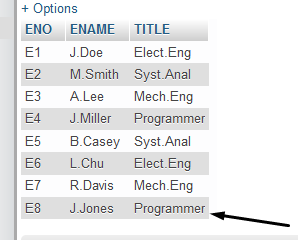 + Options
ENO ENAME TITLE
E1 J.Doe Elect.Eng
E2 M.Smith Syst.Anal
E3 A.Lee Mech.Eng
E4 J.Miller Programmer
E5 B.Casey Syst.Anal
E6 L.Chu Elect.Eng
E7 R.Davis Mech.Eng
E8 J.Jones Programmer